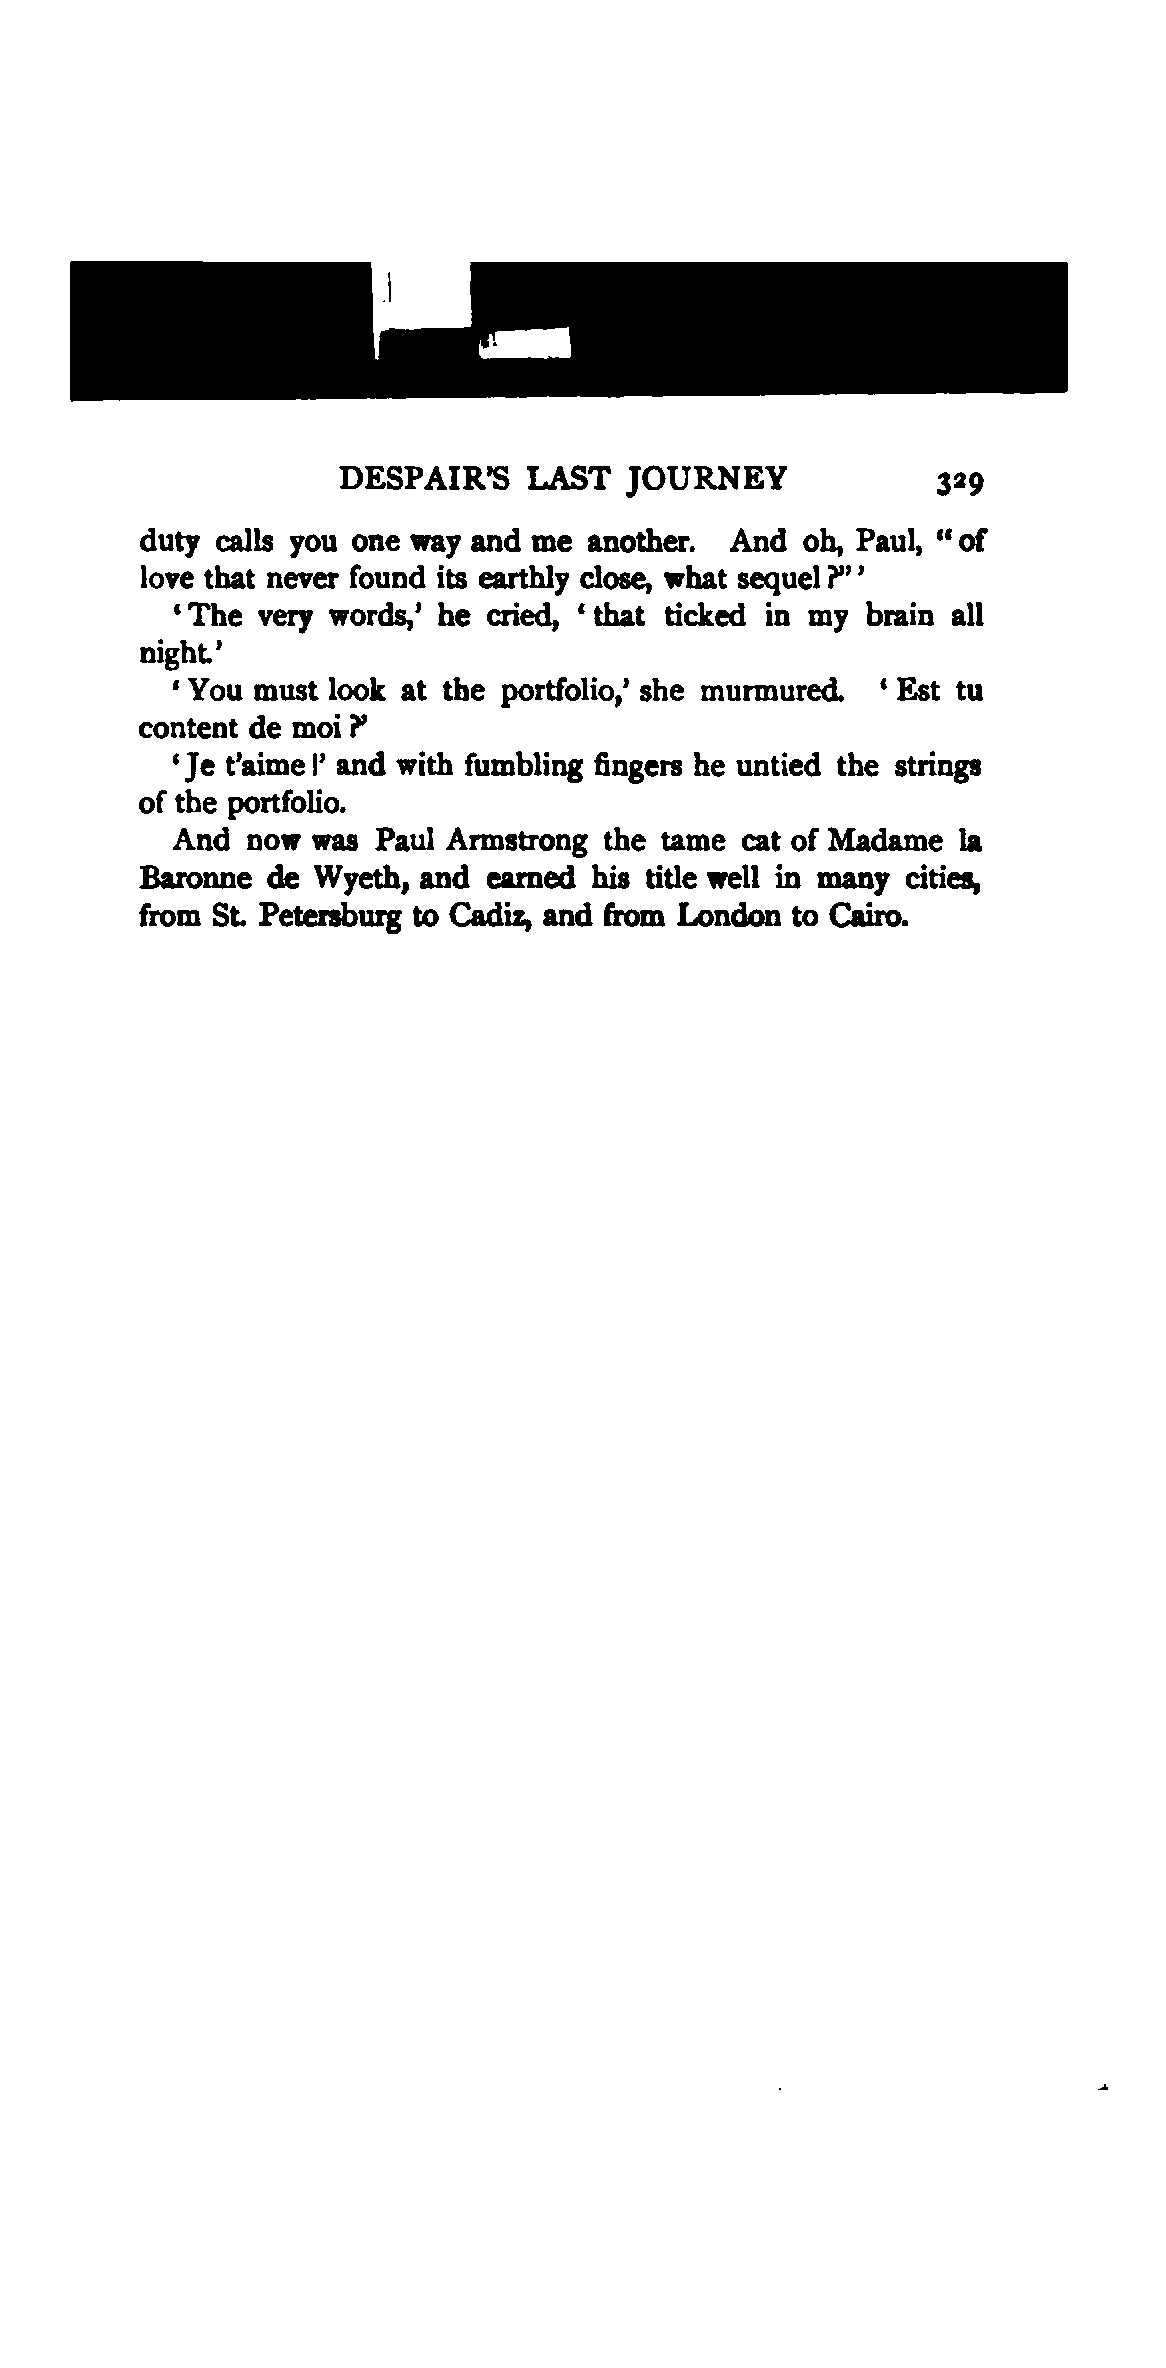 DESPAIR'S LAST JOURNEY 329
duty calls you one way and me another. And oh, Paul, "of
love that never found its earthly close, what sequel?"'
'The very words,' he cried, 'that ticked in my brain all
night.'
'You must look at the portfolio,' she murmured. 'Est tu
content de moi?'
'Je t'aime!' and with fumbling fingers he untied the strings
of the portfolio.
And now was Paul Armstrong the tame cat of Madame la
Baronne de Wyeth, and earned his title well in many cities,
from St. Petersburg to Cadiz, and from London to Cairo.